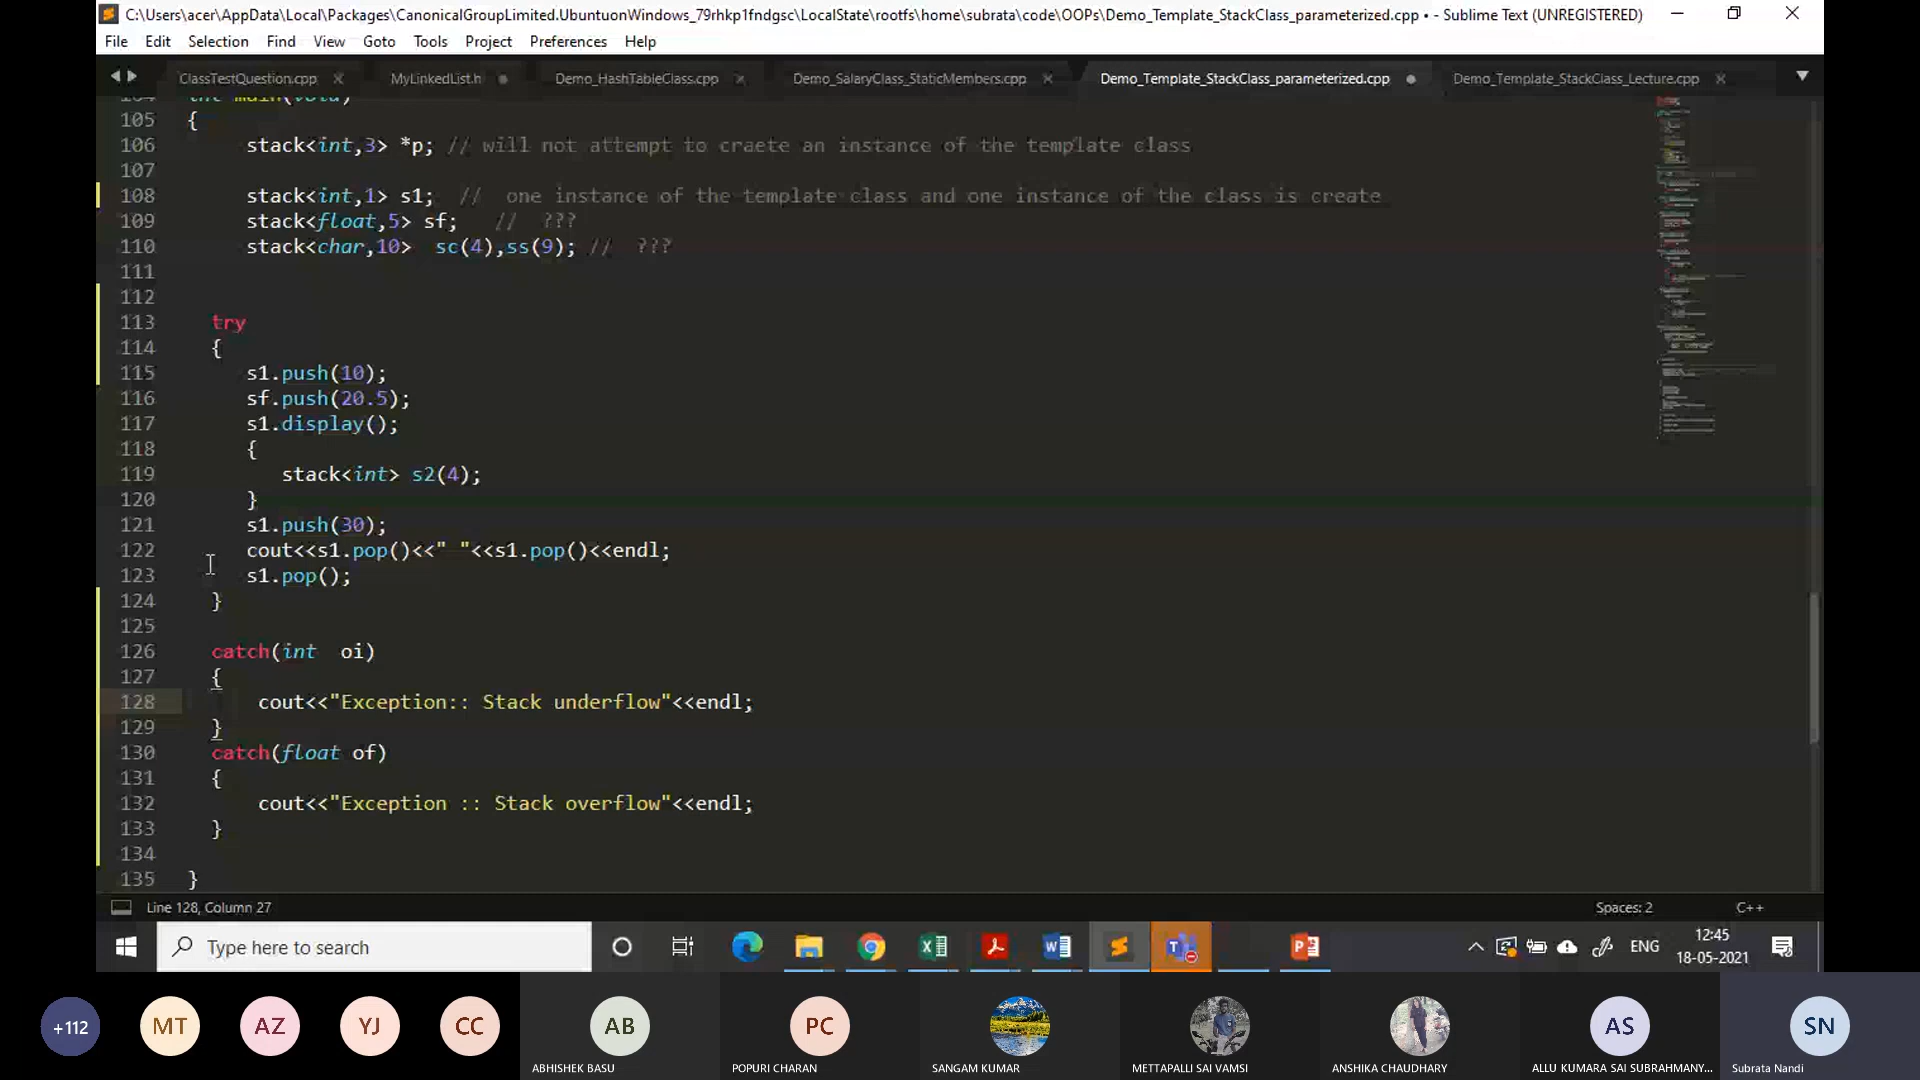 C:\Users\acer\AppData\Local\Packages\CanonicalGroupLimited.UbuntuonWindows_79rhkp1fndgsc\LocalState\rootfs\home\subrata\code\OOPs\Demo_Template_StackClass_parameterized.cpp • - Sublime Text (UNREGISTERED)
File Edit Selection Find View Goto Tools Project Preferences Help
ClassTestQuestion.cpp MyLinkedList.h Demo_HashTableClass.cpp Demo_SalaryClass_StaticMembers.cpp Demo_Template_StackClass_parameterized.cpp Demo_Template_StackClass_Lecture.cpp
104 int main(void)
105 {
106 stack<int,3> *p; // will not attempt to craete an instance of the template class
107
108 stack<int,1> s1; // one instance of the template class and one instance of the class is create
109 stack<float,5> sf; // ???
110 stack<char,10> sc(4),ss(9); // ???
111
112
113 try
114 {
115 s1.push(10);
116 sf.push(20.5);
117 s1.display();
118 {
119 stack<int> s2(4);
120 }
121 s1.push(30);
122 cout<<s1.pop()<<" "<<s1.pop()<<endl;
123 s1.pop();
124 }
125
126 catch(int oi)
127 {
128 cout<<"Exception:: Stack underflow"<<endl;
129 }
130 catch(float of)
131 {
132 cout<<"Exception :: Stack overflow"<<endl;
133 }
134
135 }
Line 128, Column 27 Spaces: 2 C++
Type here to search ENG 12:45
18-05-2021
+112 MT AZ YJ CC AB PC AS SN
ABHISHEK BASU POPURI CHARAN SANGAM KUMAR METTAPALLI SAI VAMSI ANSHIKA CHAUDHARY ALLU KUMARA SAI SUBRAHMANY... Subrata Nandi